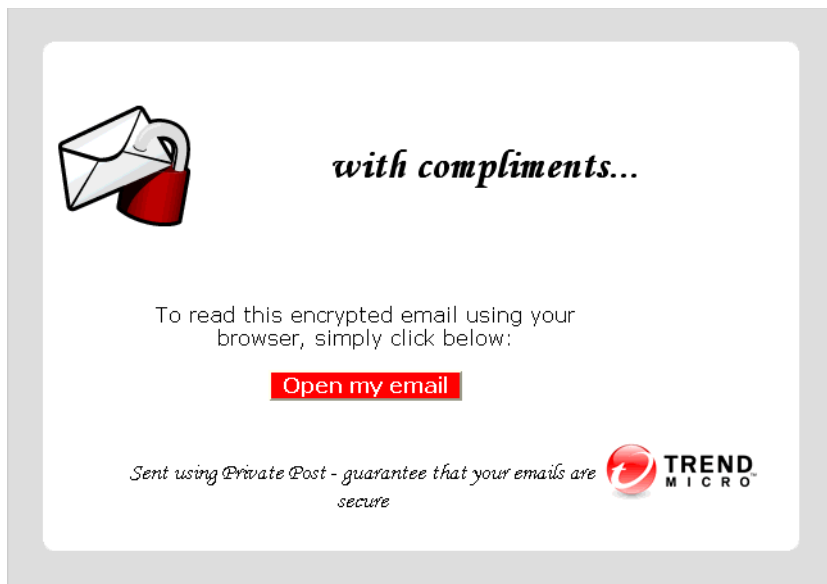 with compliments...
To read this encrypted email using your
browser, simply click below:
Open my email
Sent using Private Post - guarantee that your emails are
secure
TREND
MICRO™